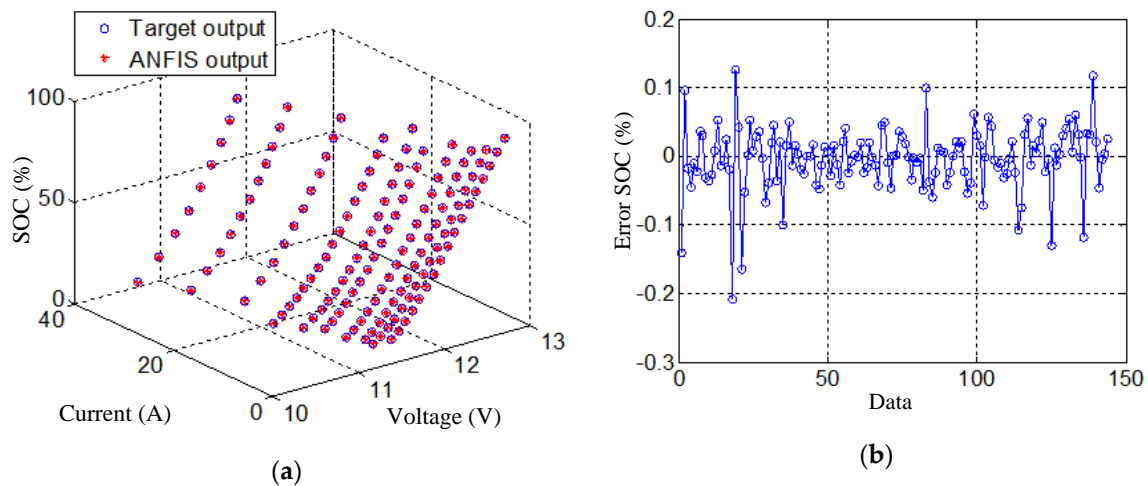 Target output
ANFIS output
100
50
0
SOC (%)
40
20
0
Current (A)
10
11
12
13
Voltage (V)
(a)
0.2
0.1
0
-0.1
-0.2
-0.3
Error SOC (%)
0
50
100
150
Data
(b)